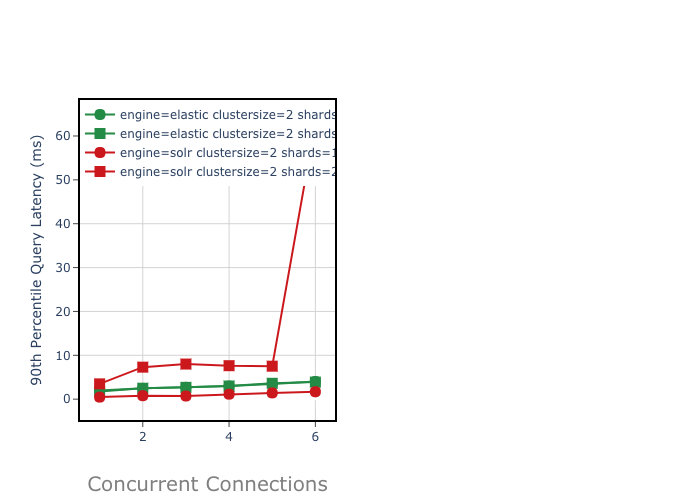 engine=elastic clustersize=2 shards
engine=elastic clustersize=2 shards
engine=solr clustersize=2 shards=1
engine=solr clustersize=2 shards=2
90th Percentile Query Latency (ms)
60
50
40
30
20
10
0
2
4
6
Concurrent Connections